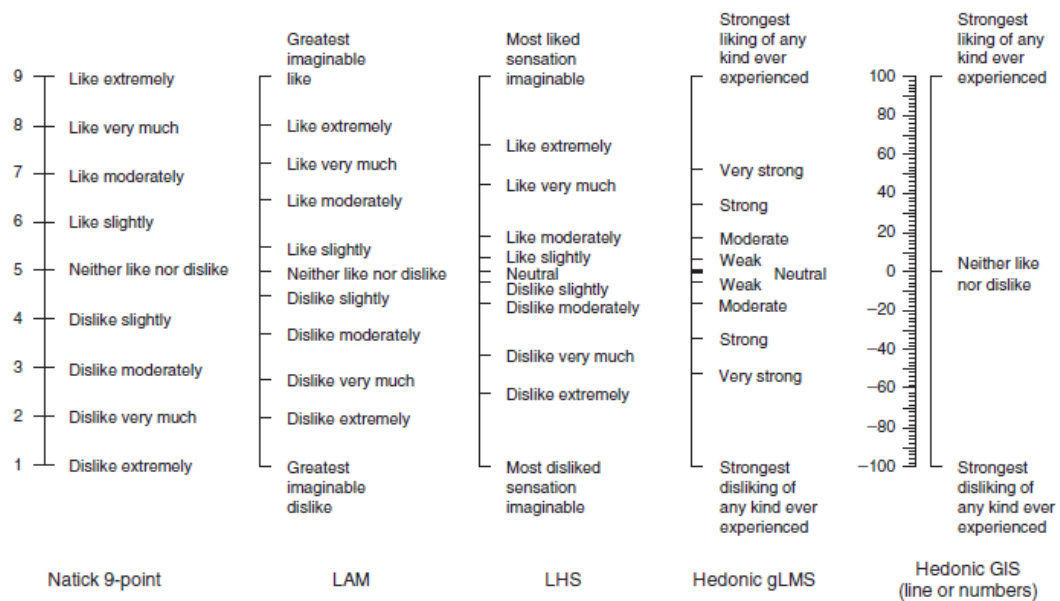 9
Like extremely
8
Like very much
7
Like moderately
6
Like slightly
5
Neither like nor dislike
4
Dislike slightly
3
Dislike moderately
2
Dislike very much
1
Dislike extremely
Natick 9-point
Greatest
imaginable
like
Like extremely
Like very much
Like moderately
Like slightly
Neither like nor dislike
Dislike slightly
Dislike moderately
Dislike very much
Dislike extremely
Greatest
imaginable
dislike
LAM
Most liked
sensation
imaginable
Like extremely
Like very much
Like moderately
Like slightly
Neutral
Dislike slightly
Dislike moderately
Dislike very much
Dislike extremely
Most disliked
sensation
imaginable
LHS
Strongest
liking of any
kind ever
experienced
Very strong
Strong
Moderate
Weak
Neutral
Weak
Moderate
Strong
Very strong
Strongest
disliking of
any kind ever
experienced
Hedonic gLMS
100
80
60
40
20
0
−20
−40
−60
−80
−100
Strongest
liking of any
kind ever
experienced
Neither like
nor dislike
Strongest
disliking of
any kind ever
experienced
Hedonic GIS
(line or numbers)